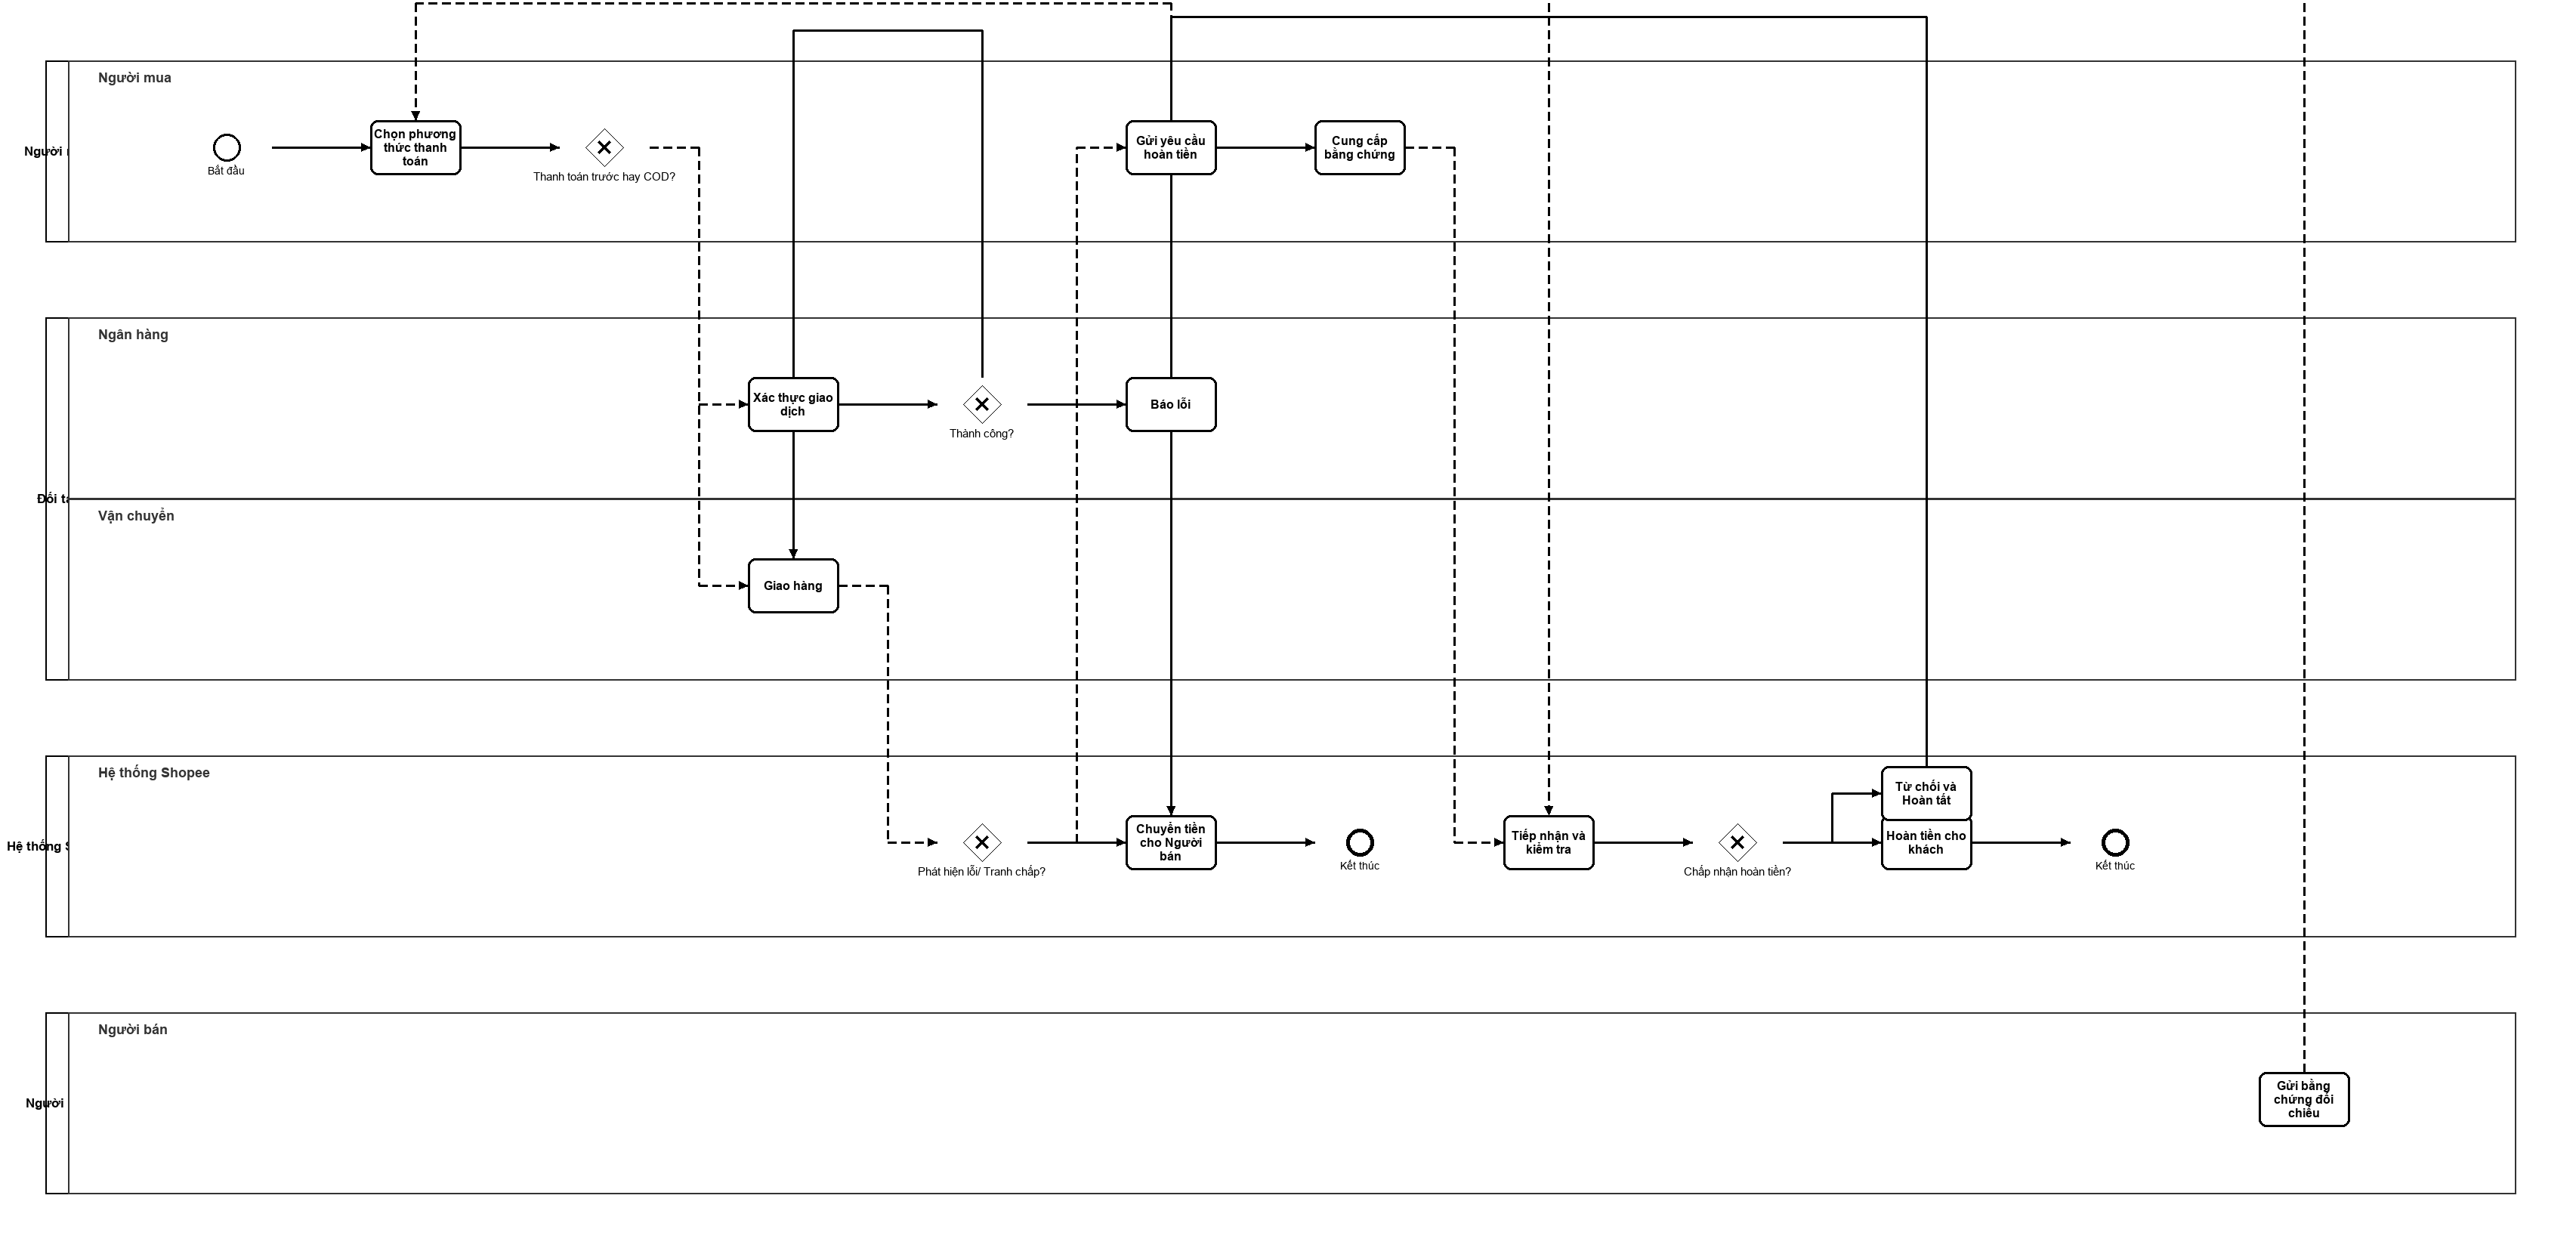 Người mua
Người
Bắt đầu
Chọn phương
thức thanh
toán
Thanh toán trước hay COD?
Gửi yêu cầu
hoàn tiền
Cung cấp
bằng chứng
Ngân hàng
Xác thực giao
dịch
Thành công?
Báo lỗi
Đối
Vận chuyển
Giao hàng
Hệ thống Shopee
Hệ thống
Phát hiện lỗi/ Tranh chấp?
Chuyển tiền
cho Người
bán
Kết thúc
Tiếp nhận và
kiểm tra
Chấp nhận hoàn tiền?
Từ chối và
Hoàn tất
Hoàn tiền cho
khách
Kết thúc
Người bán
Người
Gửi bằng
chứng đối
chiếu